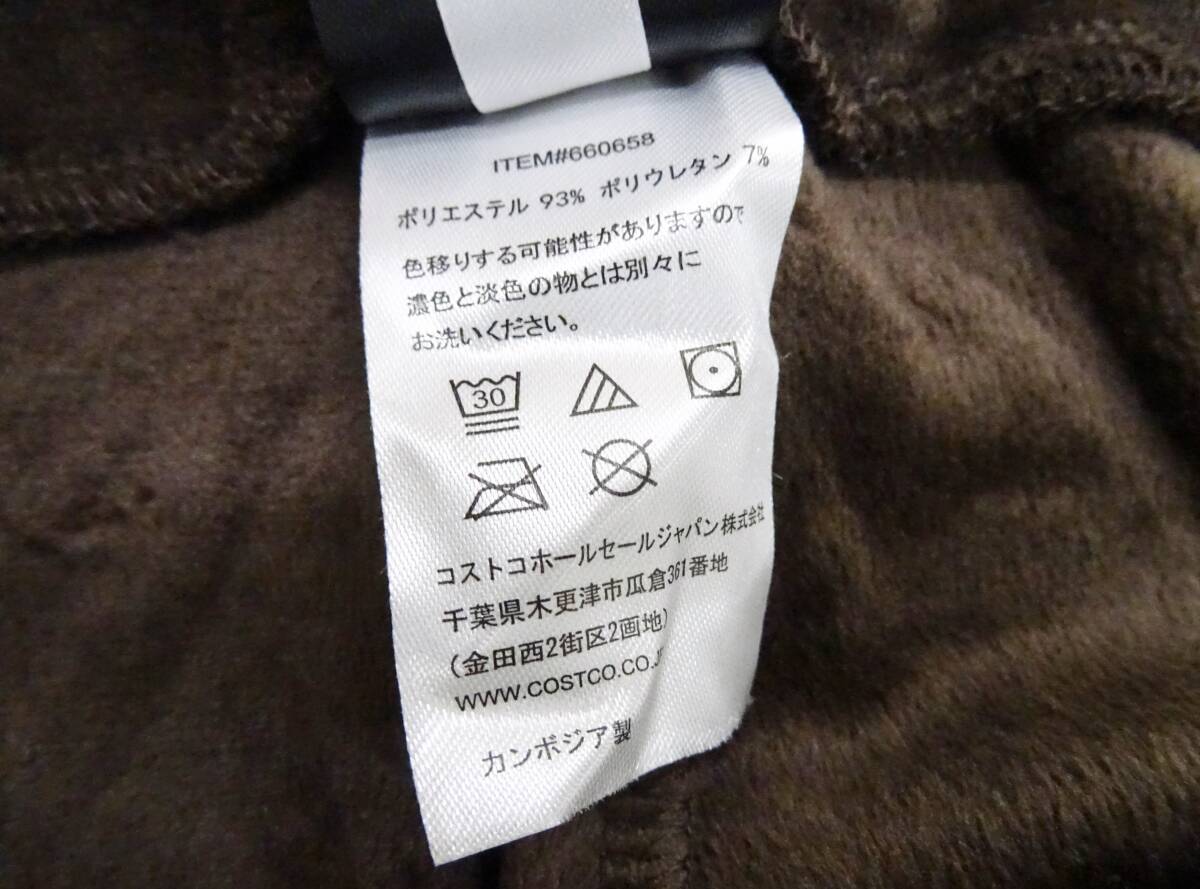 ITEM#660658
ポリエステル 93% ポリウレタン 7%
色移りする可能性がありますので
濃色と淡色の物とは別々に
お洗いください。
30
コストコホールセールジャパン株式会社
千葉県木更津市瓜倉361番地
(金田西2街区2画地)
WWW.COSTCO.CO.J
カンボジア製